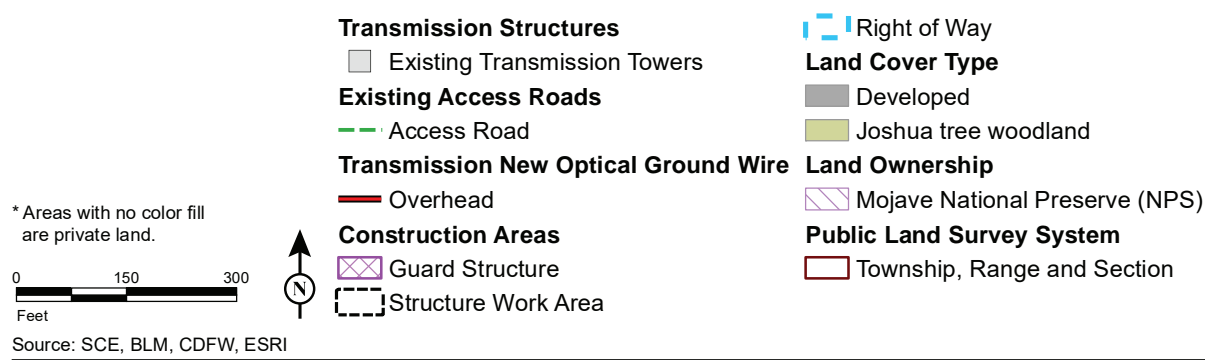 * Areas with no color fill
are private land.
0 150 300
Feet
N
Source: SCE, BLM, CDFW, ESRI
Transmission Structures
Existing Transmission Towers
Existing Access Roads
Access Road
Transmission New Optical Ground Wire
Overhead
Construction Areas
Guard Structure
Structure Work Area
Right of Way
Land Cover Type
Developed
Joshua tree woodland
Land Ownership
Mojave National Preserve (NPS)
Public Land Survey System
Township, Range and Section